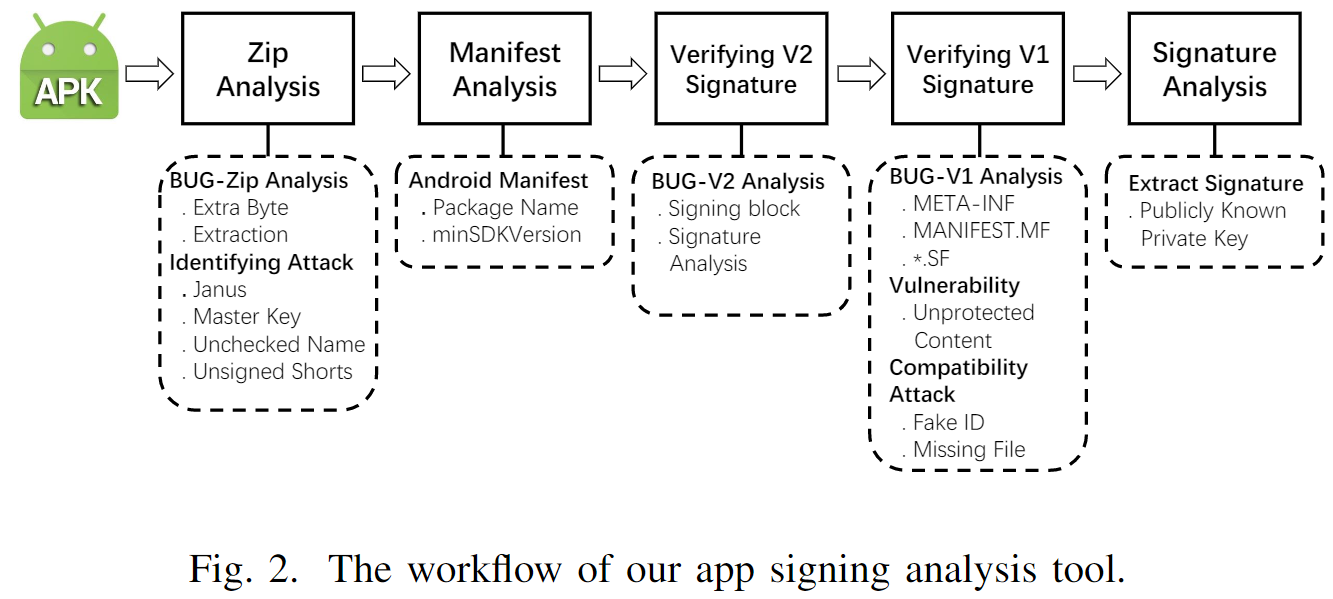 APK
Zip
Analysis
Manifest
Analysis
Verifying V2
Signature
Verifying V1
Signature
Signature
Analysis
BUG-Zip Analysis
. Extra Byte
. Extraction
Identifying Attack
. Janus
. Master Key
. Unchecked Name
. Unsigned Shorts
Android Manifest
. Package Name
. minSDKVersion
BUG-V2 Analysis
. Signing block
. Signature
Analysis
BUG-V1 Analysis
. META-INF
. MANIFEST.MF
. *.SF
Vulnerability
. Unprotected
Content
Compatibility
Attack
. Fake ID
. Missing File
Extract Signature
. Publicly Known
Private Key
Fig. 2. The workflow of our app signing analysis tool.